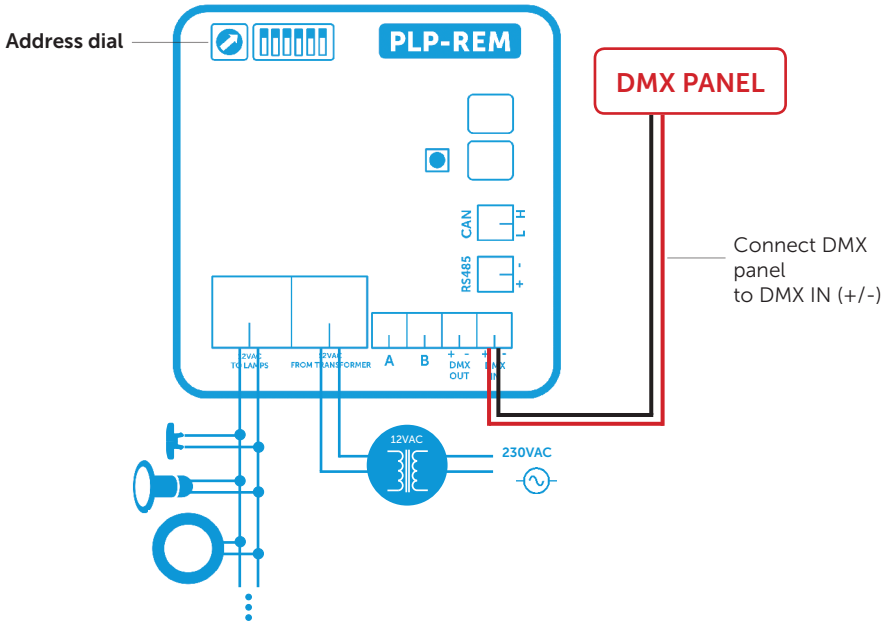 Address dial
PLP-REM
DMX PANEL
CAN
H
L
RS485
-
+
Connect DMX
panel
to DMX IN (+/-)
12VAC
TO LAMPS
12VAC
FROM TRANSFORMER
A
B
+ -
DMX
OUT
+ -
DMX
IN
12VAC
230VAC